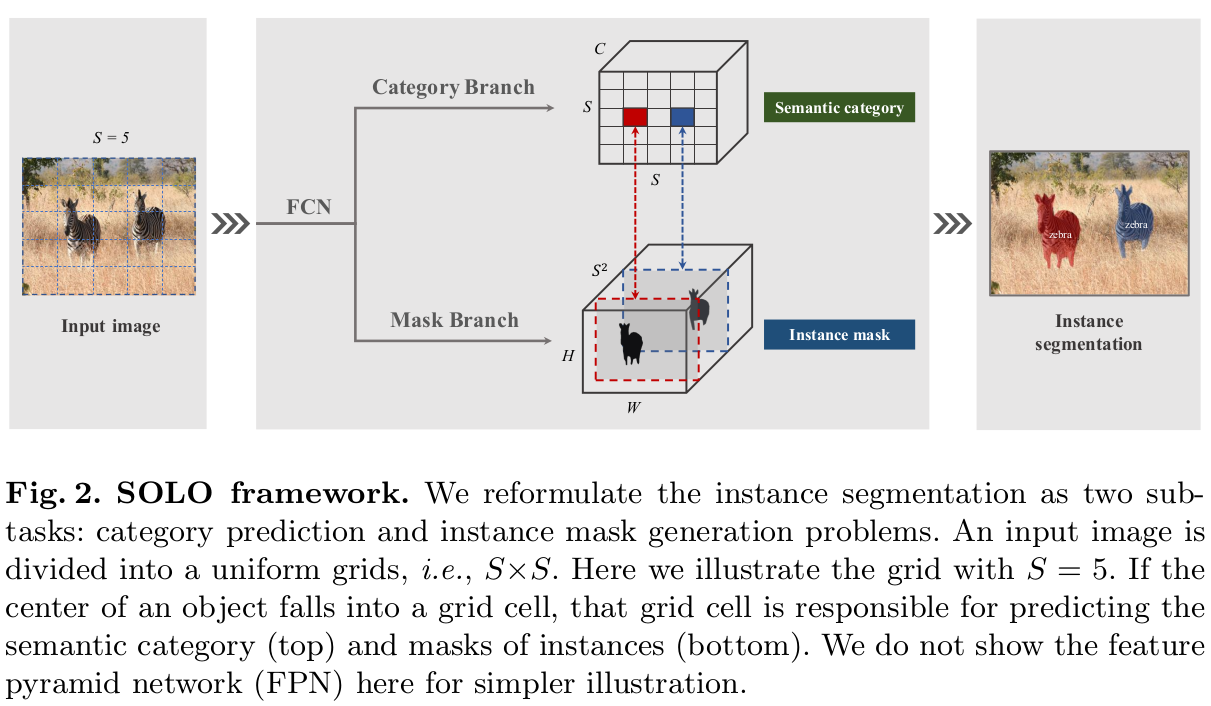 S = 5
Input image
FCN
Category Branch
Mask Branch
C
S
S
Semantic category
S²
H
W
Instance mask
zebra
zebra
Instance
segmentation
Fig. 2. SOLO framework. We reformulate the instance segmentation as two sub-
tasks: category prediction and instance mask generation problems. An input image is
divided into a uniform grids, i.e., S×S. Here we illustrate the grid with S = 5. If the
center of an object falls into a grid cell, that grid cell is responsible for predicting the
semantic category (top) and masks of instances (bottom). We do not show the feature
pyramid network (FPN) here for simpler illustration.